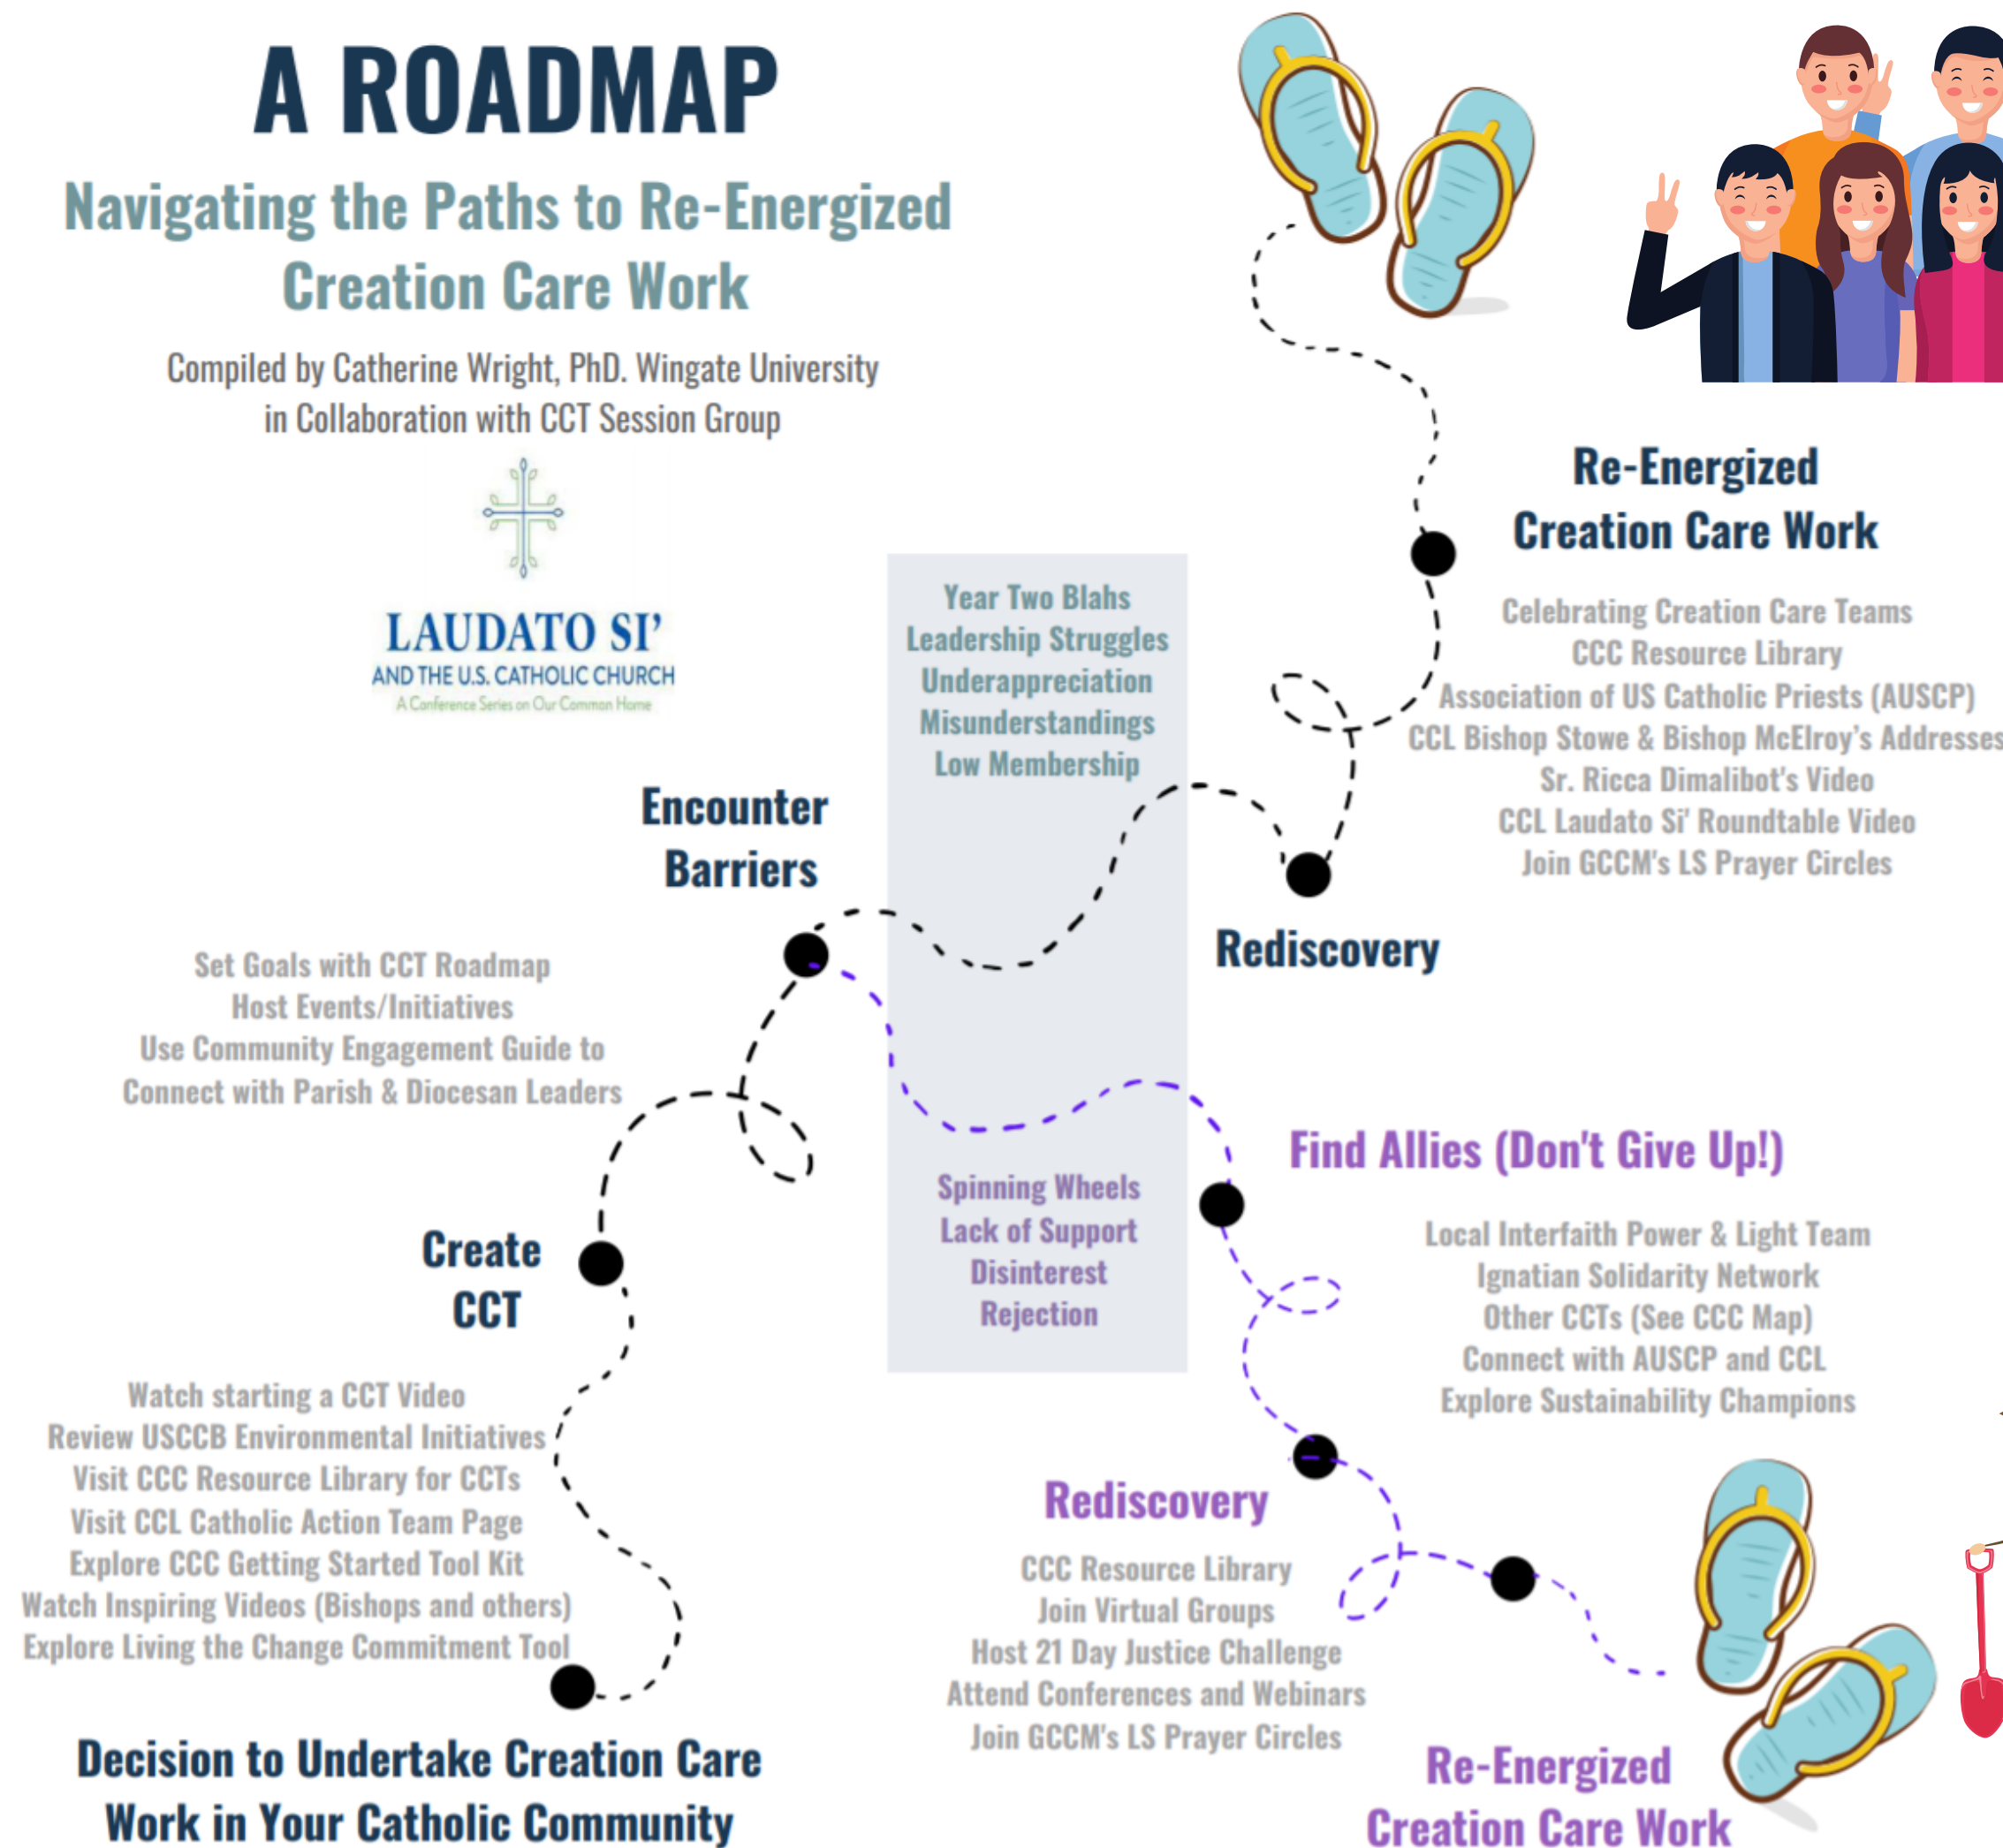 A ROADMAP
Navigating the Paths to Re-Energized
Creation Care Work
Compiled by Catherine Wright, PhD. Wingate University
in Collaboration with CCT Session Group
LAUDATO SI’
AND THE U.S. CATHOLIC CHURCH
A Conference Series on Our Common Home
Re-Energized
Creation Care Work
Celebrating Creation Care Teams
CCC Resource Library
Association of US Catholic Priests (AUSCP)
CCL Bishop Stowe & Bishop McElroy’s Addresses
Sr. Ricca Dimalibot's Video
CCL Laudato Si' Roundtable Video
Join GCCM's LS Prayer Circles
Year Two Blahs
Leadership Struggles
Underappreciation
Misunderstandings
Low Membership
Encounter
Barriers
Rediscovery
Set Goals with CCT Roadmap
Host Events/Initiatives
Use Community Engagement Guide to
Connect with Parish & Diocesan Leaders
Find Allies (Don't Give Up!)
Local Interfaith Power & Light Team
Ignatian Solidarity Network
Other CCTs (See CCC Map)
Connect with AUSCP and CCL
Explore Sustainability Champions
Spinning Wheels
Lack of Support
Disinterest
Rejection
Create
CCT
Watch starting a CCT Video
Review USCCB Environmental Initiatives
Visit CCC Resource Library for CCTs
Visit CCL Catholic Action Team Page
Explore CCC Getting Started Tool Kit
Watch Inspiring Videos (Bishops and others)
Explore Living the Change Commitment Tool
Rediscovery
CCC Resource Library
Join Virtual Groups
Host 21 Day Justice Challenge
Attend Conferences and Webinars
Join GCCM's LS Prayer Circles
Decision to Undertake Creation Care
Work in Your Catholic Community
Re-Energized
Creation Care Work